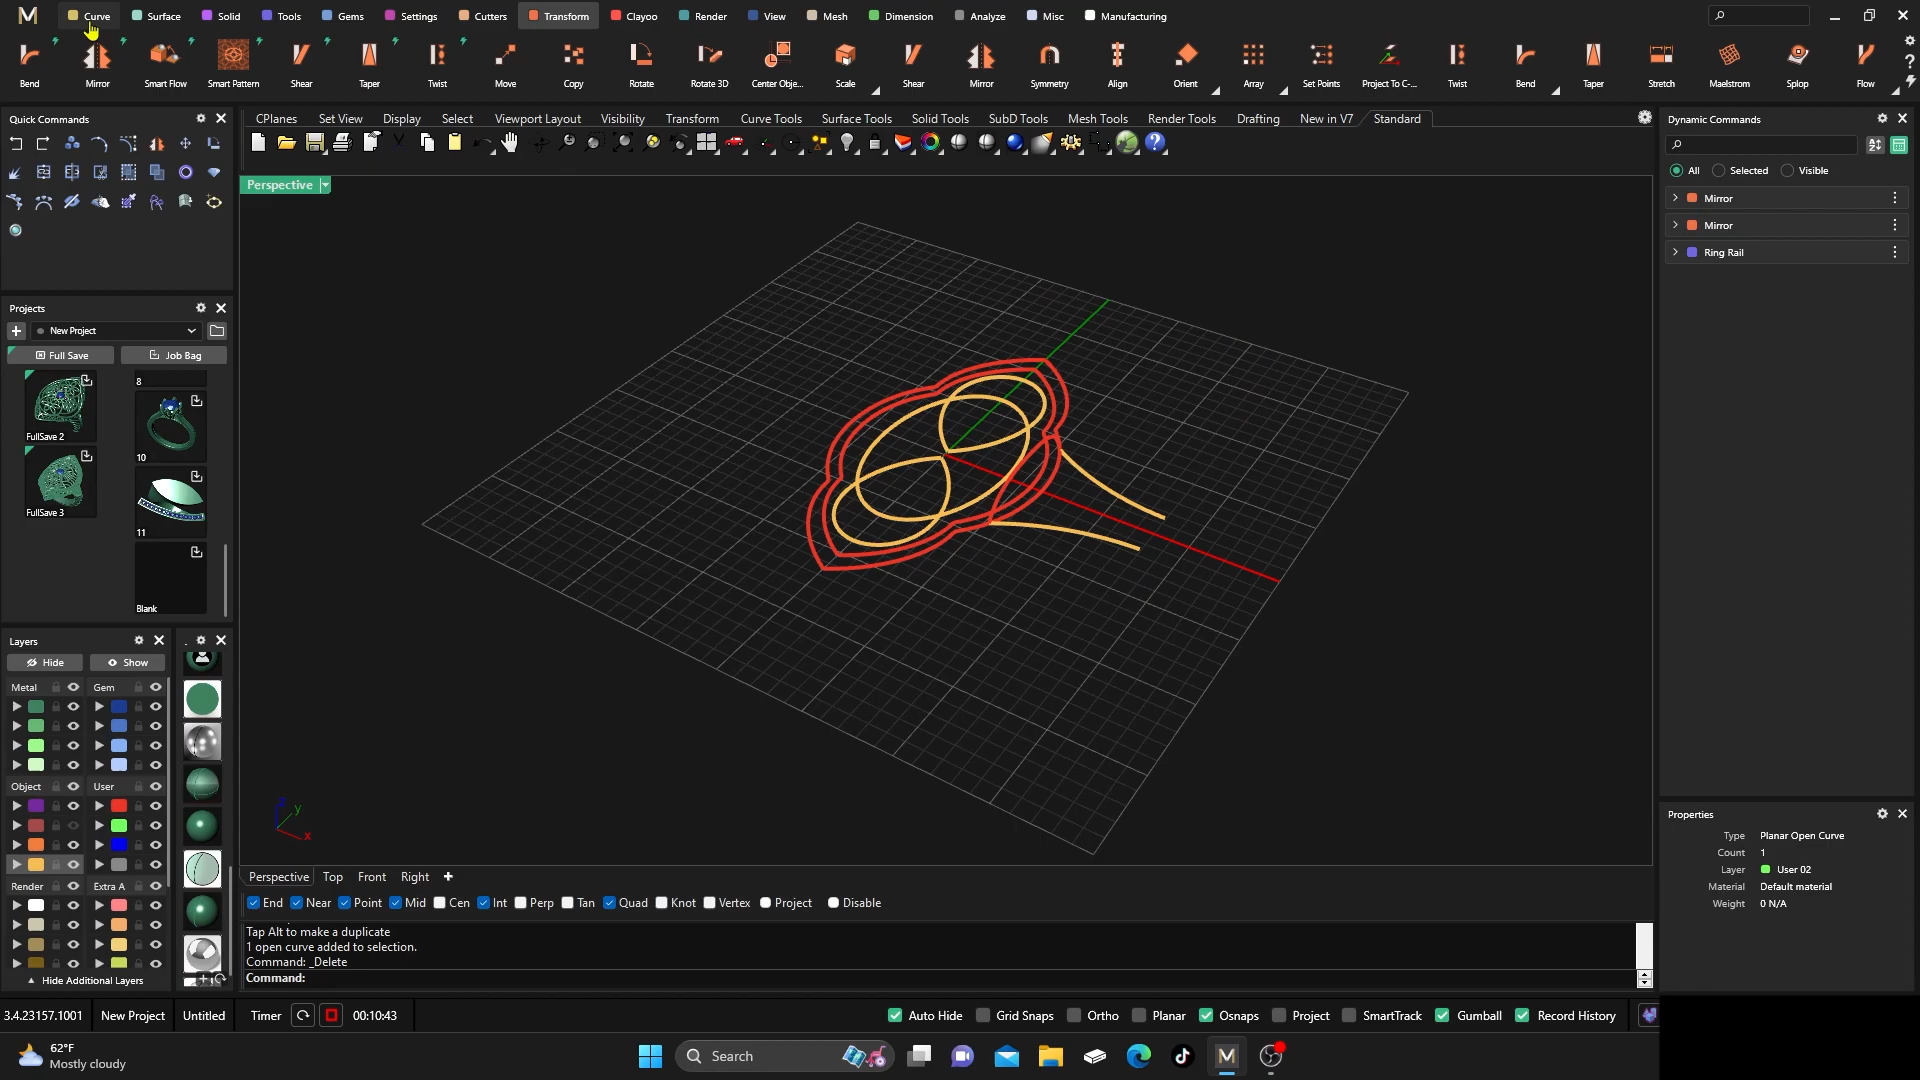 M Curve Surface Solid Tools Gems Settings Cutters Transform Clayoo Render View Mesh Dimension Analyze Misc Manufacturing
Bend Mirror Smart Flow Smart Pattern Shear Taper Twist Move Copy Rotate Rotate 3D Center Obje... Scale Shear Mirror Symmetry Align Orient Array Set Points Project To C-... Twist Bend Taper Stretch Maelstrom Splop Flow
Quick Commands
CPlanes Set View Display Select Viewport Layout Visibility Transform Curve Tools Surface Tools Solid Tools SubD Tools Mesh Tools Render Tools Drafting New in V7 Standard
Dynamic Commands
All Selected Visible
Perspective
Mirror
Mirror
Ring Rail
Projects
New Project
Full Save Job Bag
8
FullSave 2
10
FullSave 3
11
Blank
Layers
Hide Show
Metal Gem
Object User
Render Extra A
Hide Additional Layers
y
x
Perspective Top Front Right
End Near Point Mid Cen Int Perp Tan Quad Knot Vertex Project Disable
Tap Alt to make a duplicate
1 open curve added to selection.
Command: _Delete
Command:
Properties
Type Planar Open Curve
Count 1
Layer User 02
Material Default material
Weight 0 N/A
3.4.23157.1001 New Project Untitled Timer 00:10:43 Auto Hide Grid Snaps Ortho Planar Osnaps Project SmartTrack Gumball Record History
62°F
Mostly cloudy
Search
M